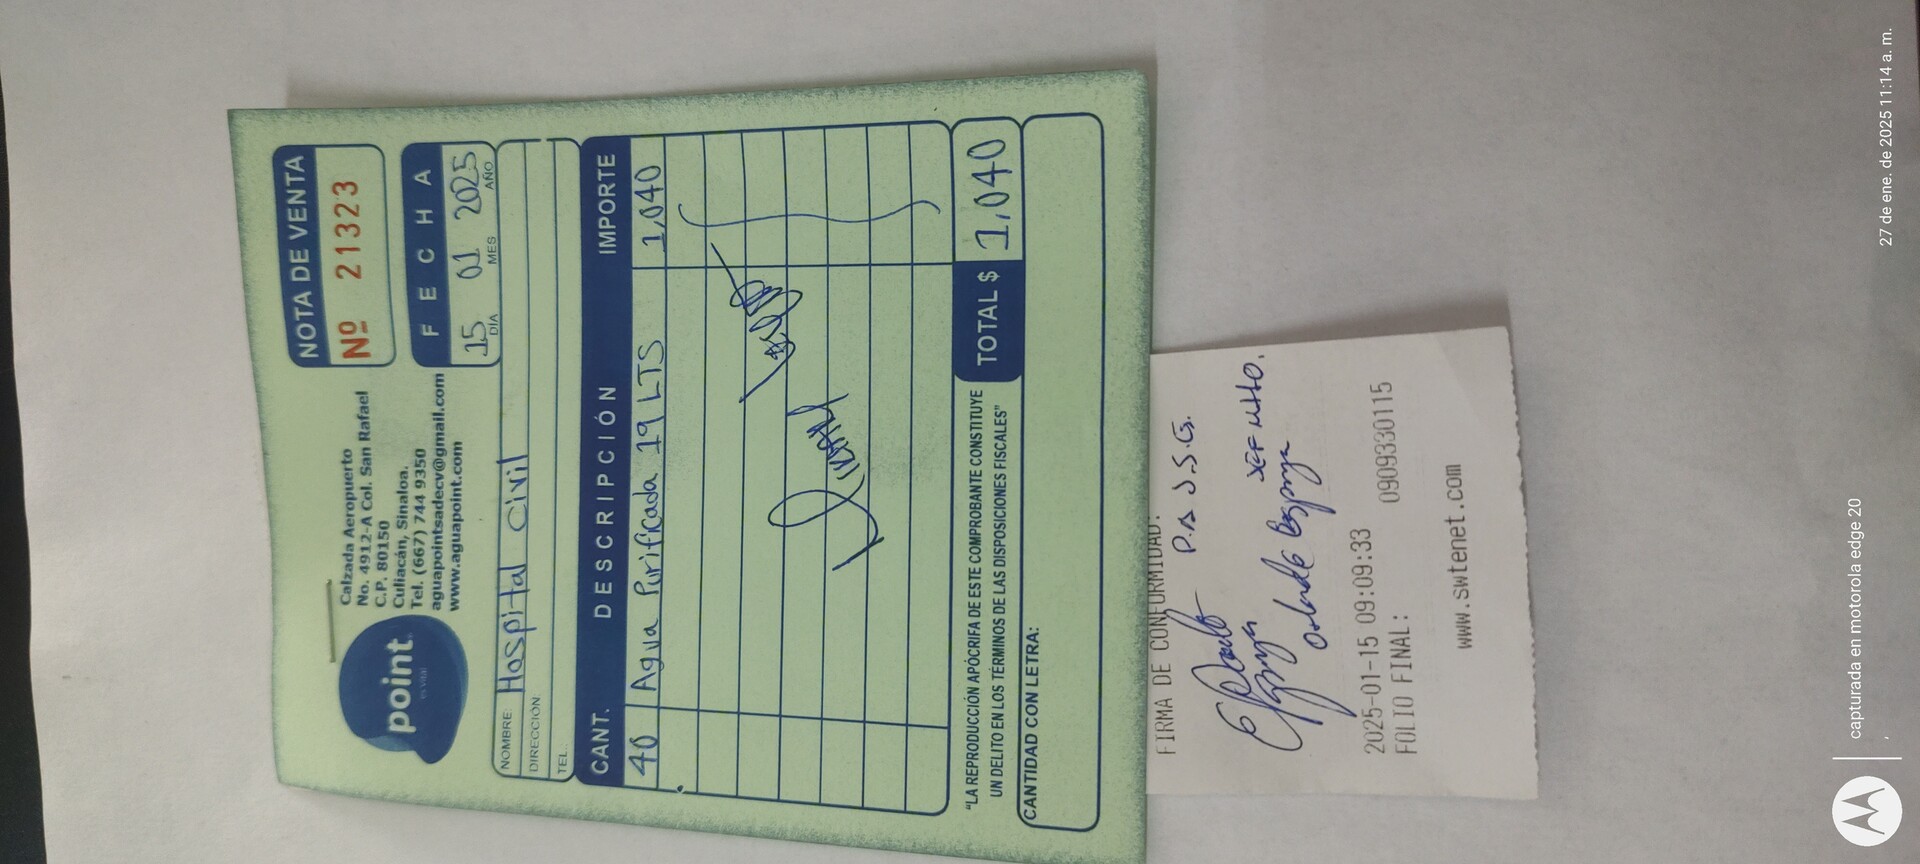 point
Calzada Aeropuerto
No. 4912-A Col. San Rafael
C.P. 80150
Culiacán, Sinaloa.
Tel. (667) 744 9350
aguapointsadecv@gmail.com
www.aguapoint.com
NOTA DE VENTA
Nº 21323
FECHA
15 01 2025
DIA MES AÑO
NOMBRE: Hospital Civil
DIRECCIÓN:
TEL.:
CANT. DESCRIPCIÓN IMPORTE
40 Agua Purificada 19 LTS 1,040
"LA REPRODUCCIÓN APÓCRIFA DE ESTE COMPROBANTE CONSTITUYE
UN DELITO EN LOS TÉRMINOS DE LAS DISPOSICIONES FISCALES"
TOTAL $ 1,040
CANTIDAD CON LETRA:
FIRMA DE CONFORMIDAD:
2025-01-15 09:09:33
FOLIO FINAL: 0909330115
www.swtenet.com
capturada en motorola edge 20
27 de ene. de 2025 11:14 a. m.